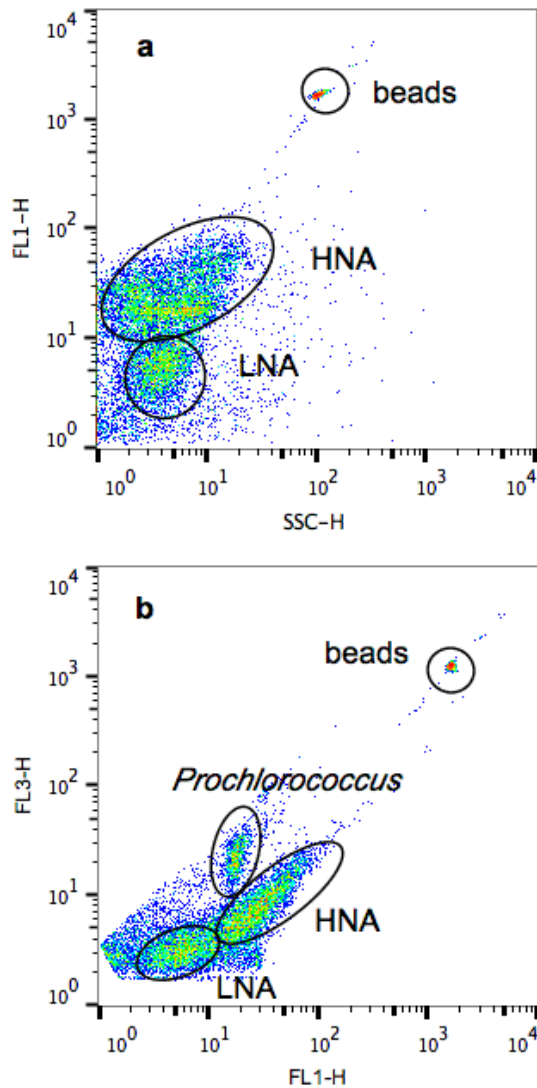 a
10⁴
beads
10³
FL1-H
10²
HNA
10¹
LNA
10⁰
10⁰ 10¹ 10² 10³ 10⁴
SSC-H
10⁴
b
beads
10³
FL3-H
Prochlorococcus
10²
10¹
HNA
LNA
10⁰
10⁰ 10¹ 10² 10³ 10⁴
FL1-H